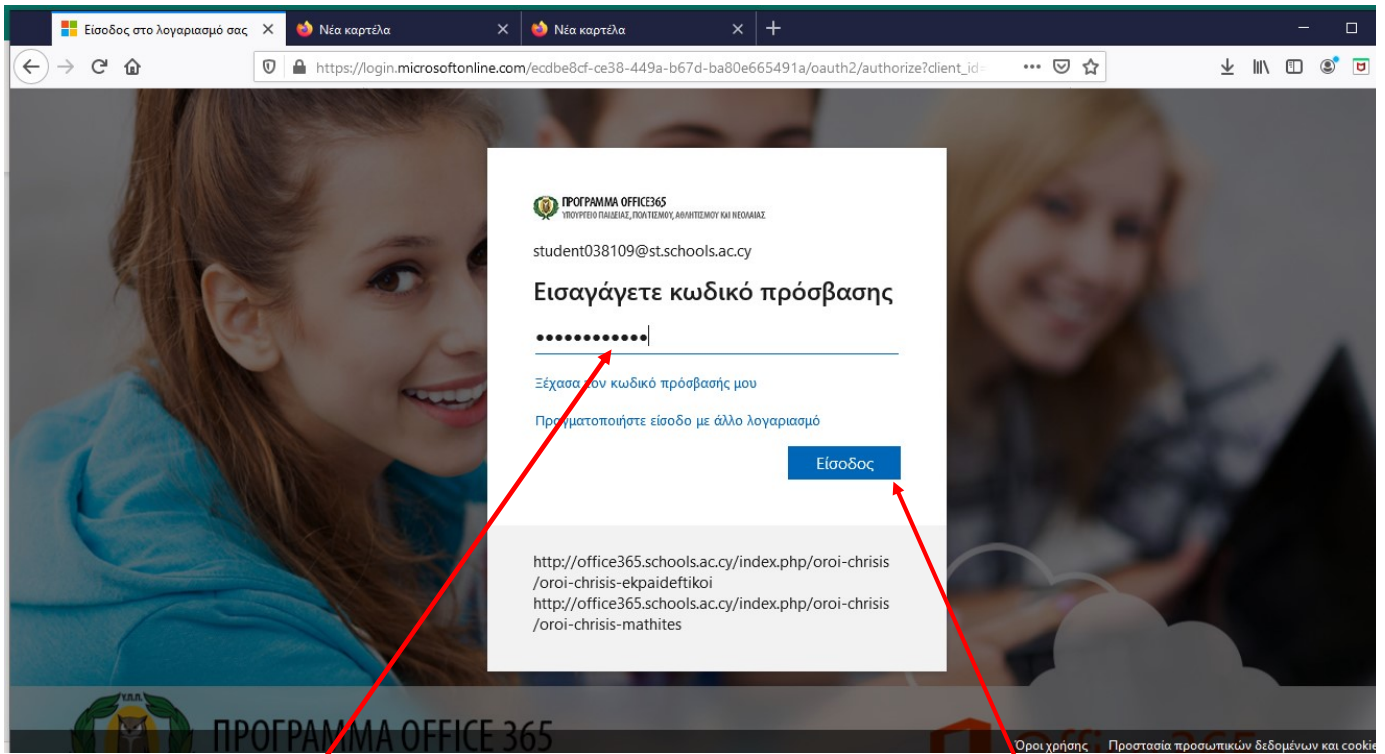 Είσοδος στο λογαριασμό σας
Νέα καρτέλα
Νέα καρτέλα
https://login.microsoftonline.com/ecdbe8cf-ce38-449a-b67d-ba80e665491a/oauth2/authorize?client_id=
ΠΡΟΓΡΑΜΜΑ OFFICE365
ΥΠΟΥΡΓΕΙΟ ΠΑΙΔΕΙΑΣ, ΠΟΛΙΤΙΣΜΟΥ, ΑΘΛΗΤΙΣΜΟΥ ΚΑΙ ΝΕΟΛΑΙΑΣ
student038109@st.schools.ac.cy
Εισαγάγετε κωδικό πρόσβασης
Ξέχασα τον κωδικό πρόσβασής μου
Πραγματοποιήστε είσοδο με άλλο λογαριασμό
Είσοδος
http://office365.schools.ac.cy/index.php/oroi-chrisis
/oroi-chrisis-ekpaideftikoi
http://office365.schools.ac.cy/index.php/oroi-chrisis
/oroi-chrisis-mathites
Υ.Π.Π.
ΠΡΟΓΡΑΜΜΑ OFFICE 365
Όροι χρήσης Προστασία προσωπικών δεδομένων και cookie